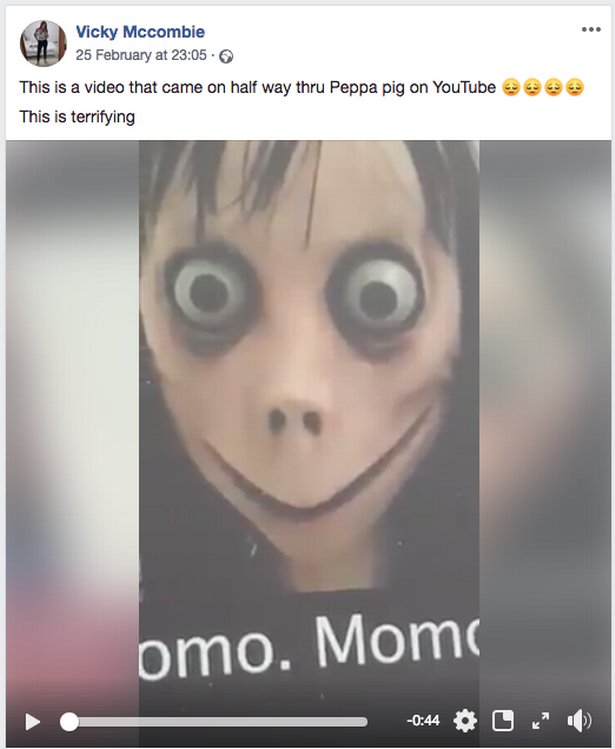 Vicky Mccombie
25 February at 23:05 ·
This is a video that came on half way thru Peppa pig on YouTube 😔😔😔😔
This is terrifying
omo. Momo
-0:44